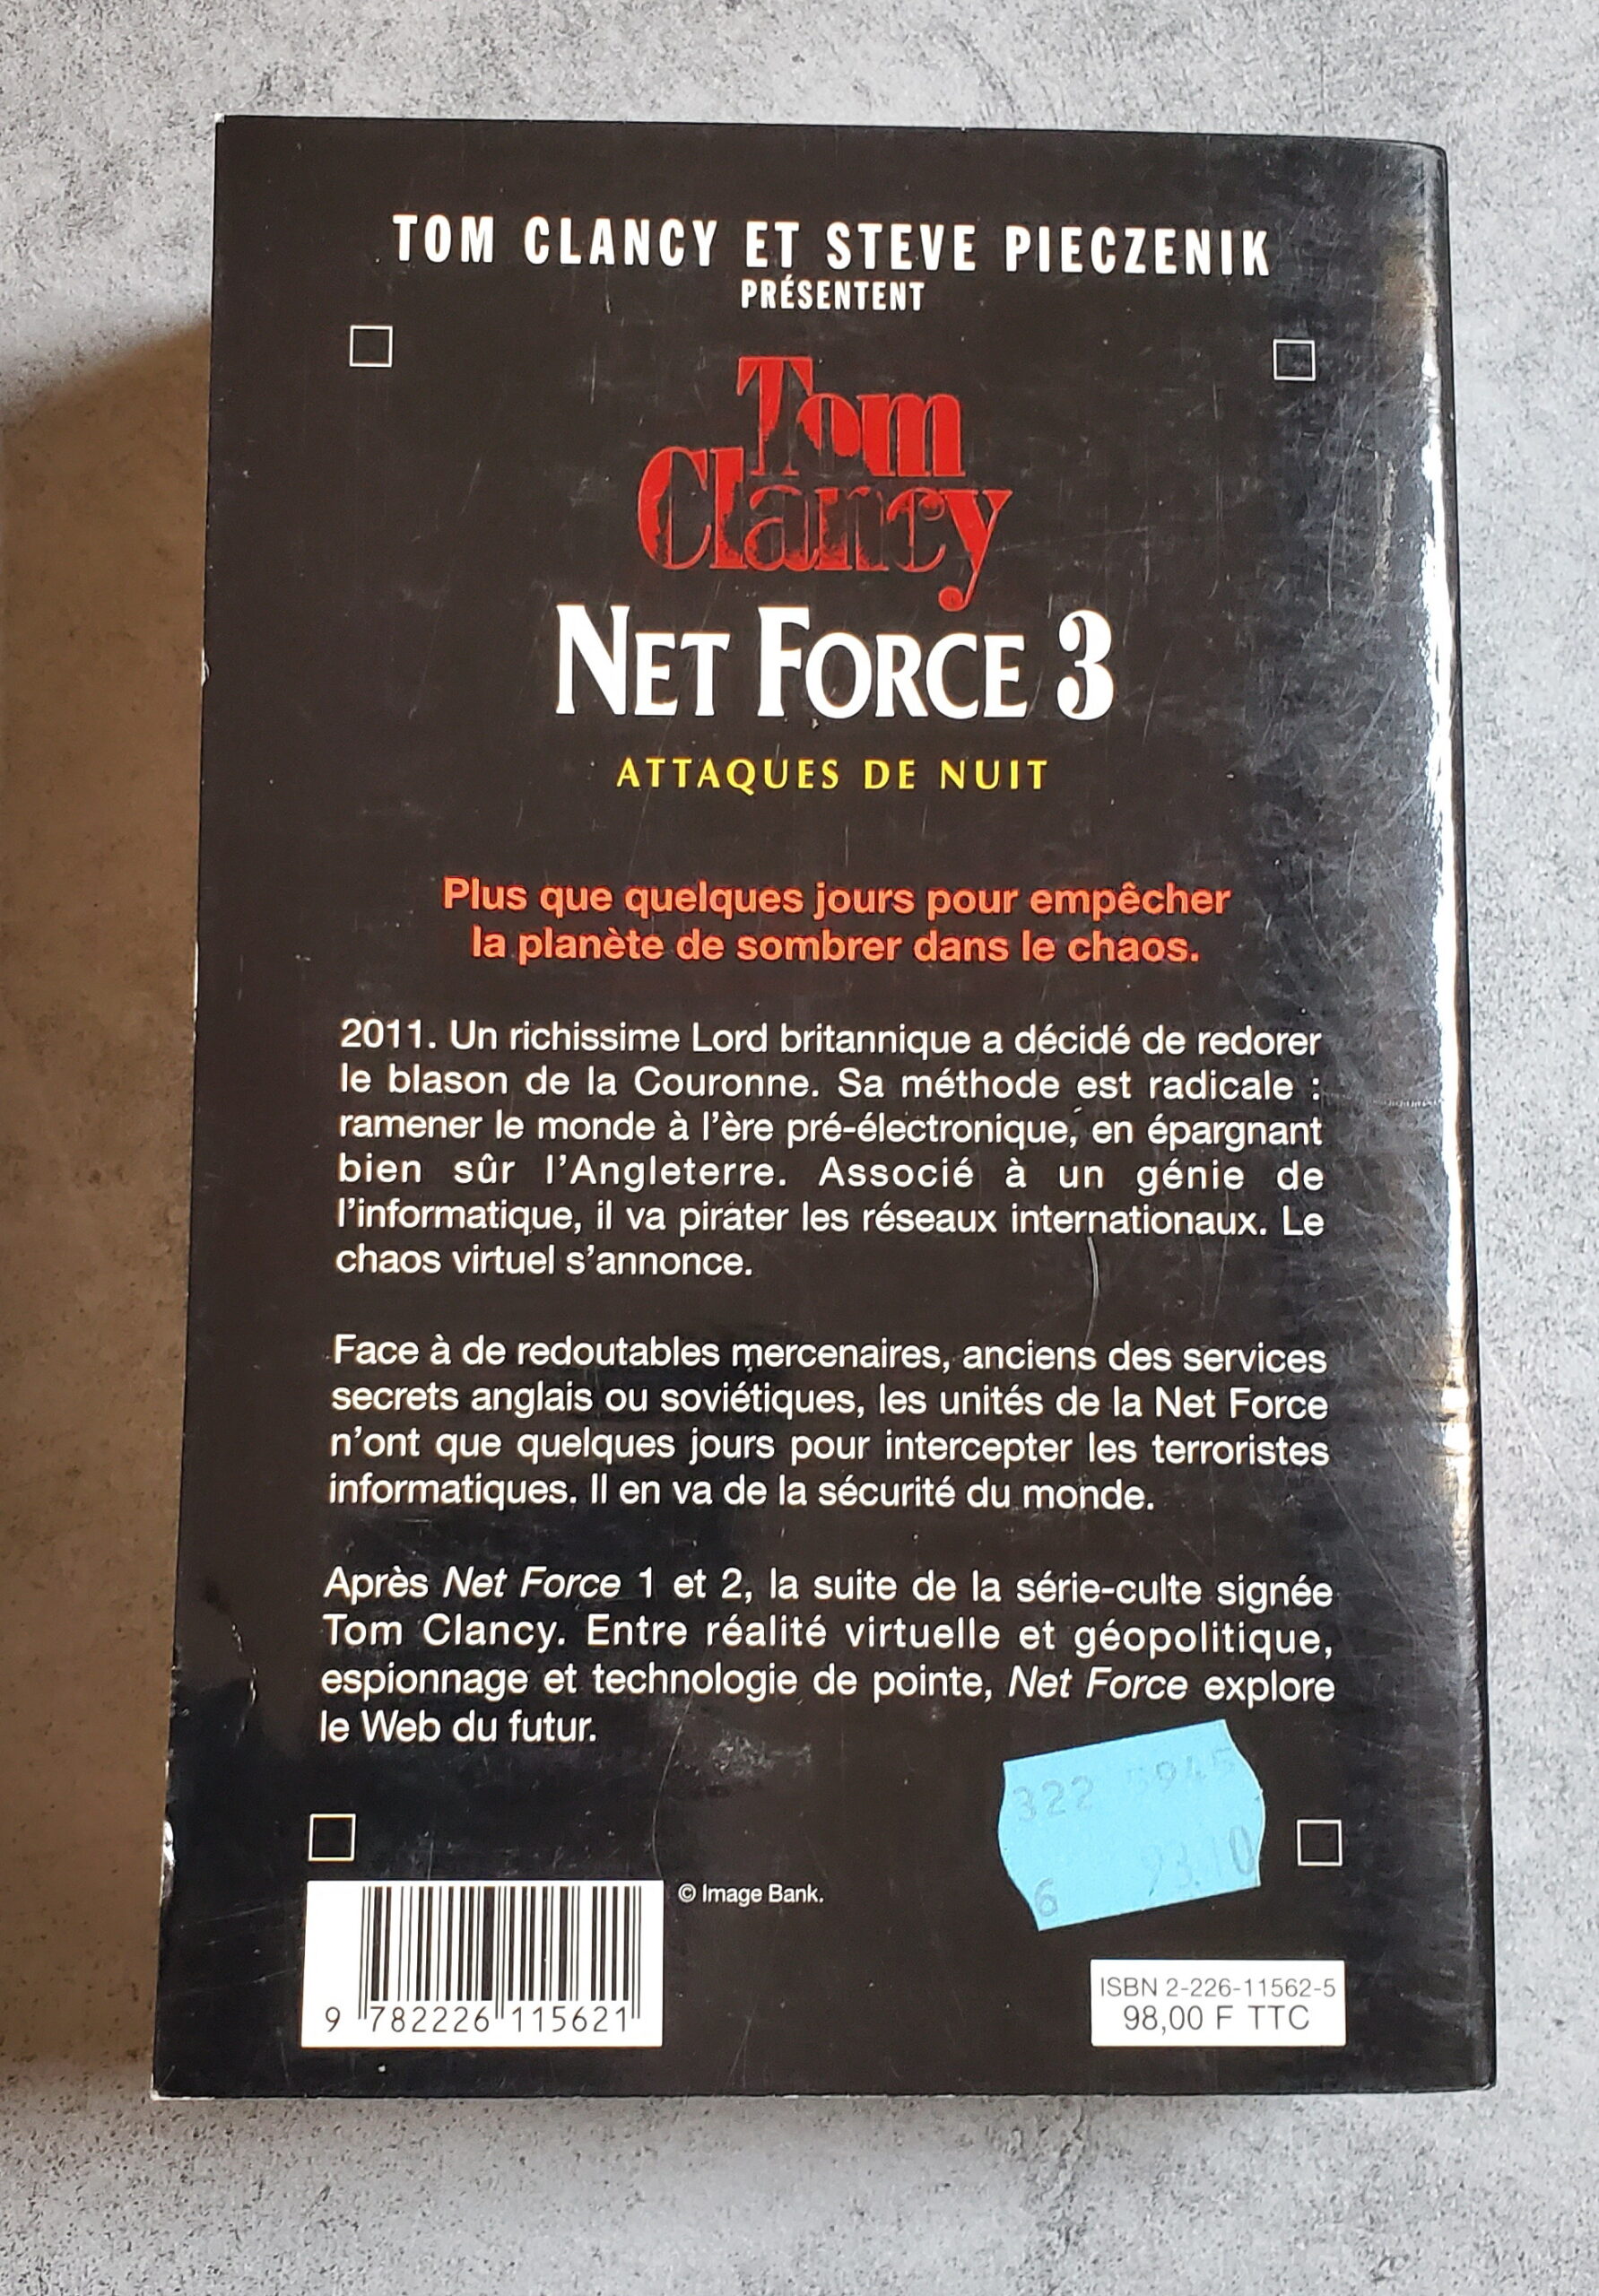 TOM CLANCY ET STEVE PIECZENIK
PRÉSENTENT
Tom
Clancy
NET FORCE 3
ATTAQUES DE NUIT
Plus que quelques jours pour empêcher
la planète de sombrer dans le chaos.
2011. Un richissime Lord britannique a décidé de redorer
le blason de la Couronne. Sa méthode est radicale :
ramener le monde à l'ère pré-électronique, en épargnant
bien sûr l'Angleterre. Associé à un génie de
l'informatique, il va pirater les réseaux internationaux. Le
chaos virtuel s'annonce.
Face à de redoutables mercenaires, anciens des services
secrets anglais ou soviétiques, les unités de la Net Force
n'ont que quelques jours pour intercepter les terroristes
informatiques. Il en va de la sécurité du monde.
Après Net Force 1 et 2, la suite de la série-culte signée
Tom Clancy. Entre réalité virtuelle et géopolitique,
espionnage et technologie de pointe, Net Force explore
le Web du futur.
322
6 93.10
© Image Bank.
9 782226 115621
ISBN 2-226-11562-5
98,00 F TTC